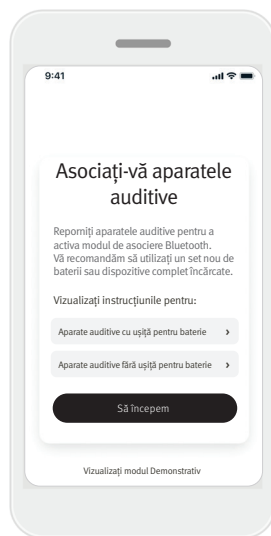 9:41
Asociați-vă aparatele
auditive
Reporniți aparatele auditive pentru a
activa modul de asociere Bluetooth.
Vă recomandăm să utilizați un set nou de
baterii sau dispozitive complet încărcate.
Vizualizați instrucțiunile pentru:
Aparate auditive cu ușiță pentru baterie
Aparate auditive fără ușiță pentru baterie
Să începem
Vizualizați modul Demonstrativ